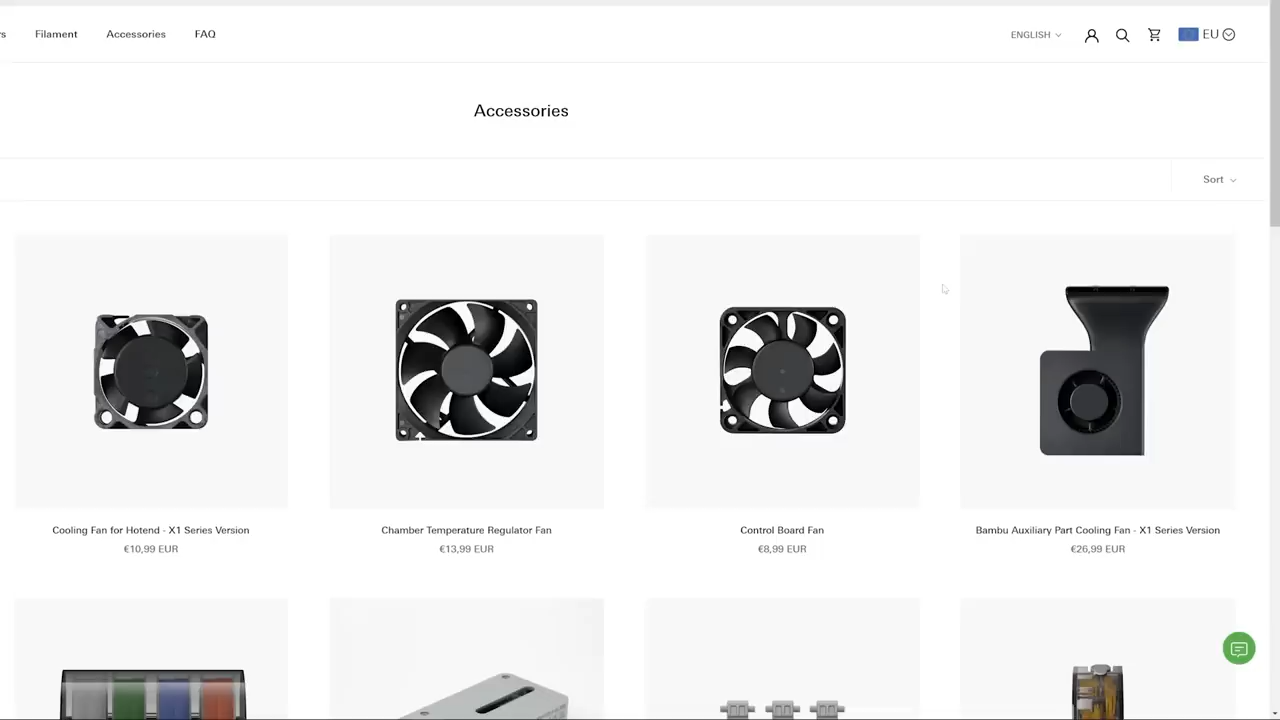 Filament
Accessories
FAQ
ENGLISH
EU
Accessories
Sort
Cooling Fan for Hotend - X1 Series Version
€10,99 EUR
Chamber Temperature Regulator Fan
€13,99 EUR
Control Board Fan
€8,99 EUR
Bambu Auxiliary Part Cooling Fan - X1 Series Version
€26,99 EUR